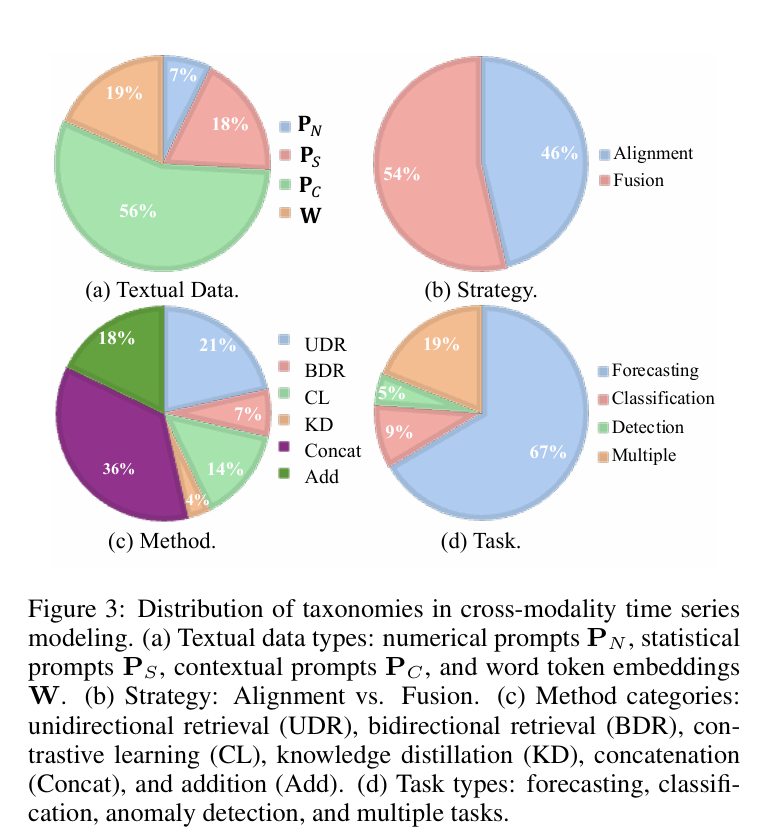 7%
18%
56%
19%
P_N
P_S
P_C
W
(a) Textual Data.
46%
54%
Alignment
Fusion
(b) Strategy.
21%
7%
14%
4%
36%
18%
UDR
BDR
CL
KD
Concat
Add
(c) Method.
67%
9%
5%
19%
Forecasting
Classification
Detection
Multiple
(d) Task.
Figure 3: Distribution of taxonomies in cross-modality time series
modeling. (a) Textual data types: numerical prompts P_N, statistical
prompts P_S, contextual prompts P_C, and word token embeddings
W. (b) Strategy: Alignment vs. Fusion. (c) Method categories:
unidirectional retrieval (UDR), bidirectional retrieval (BDR), con-
trastive learning (CL), knowledge distillation (KD), concatenation
(Concat), and addition (Add). (d) Task types: forecasting, classifi-
cation, anomaly detection, and multiple tasks.